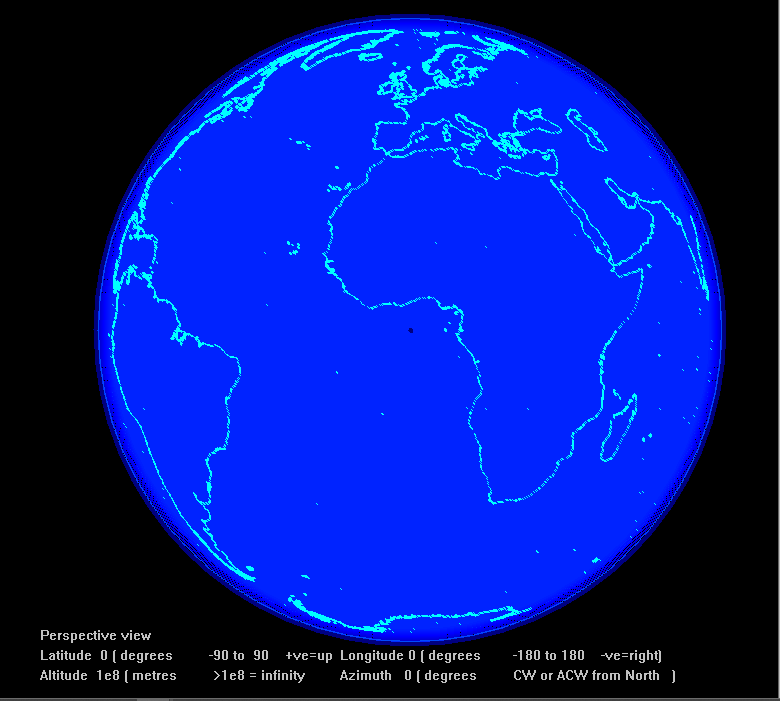 Perspective view
Latitude 0 ( degrees -90 to 90 +ve=up Longitude 0 ( degrees -180 to 180 -ve=right)
Altitude 1e8 ( metres >1e8 = infinity Azimuth 0 ( degrees CW or ACW from North )